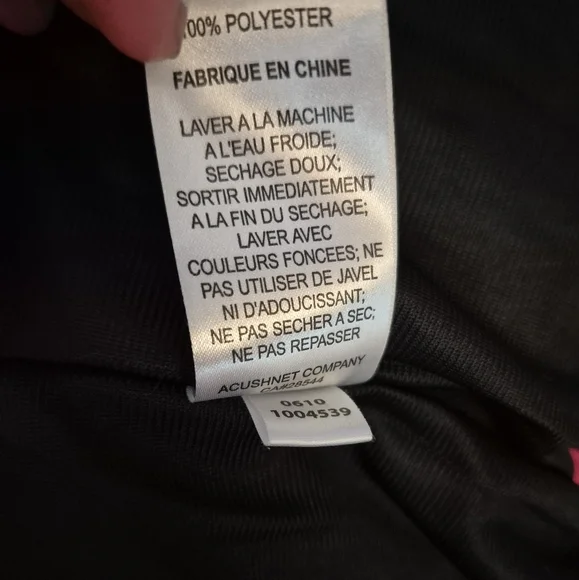 100% POLYESTER
FABRIQUE EN CHINE
LAVER A LA MACHINE
A L'EAU FROIDE;
SECHAGE DOUX;
SORTIR IMMEDIATEMENT
A LA FIN DU SECHAGE;
LAVER AVEC
COULEURS FONCEES; NE
PAS UTILISER DE JAVEL
NI D'ADOUCISSANT;
NE PAS SECHER A SEC;
NE PAS REPASSER
ACUSHNET COMPANY
CA#28544
0610
1004539